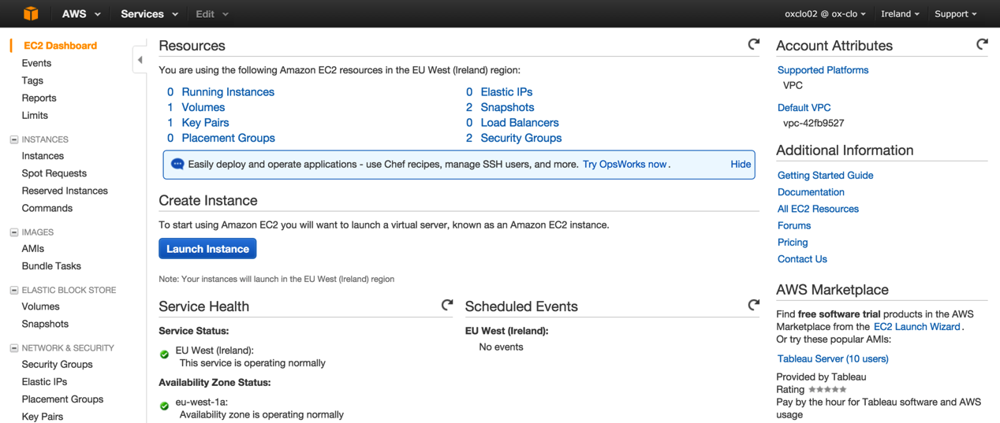 AWS Services Edit oxclo02 @ ox-clo Ireland Support
EC2 Dashboard
Events
Tags
Reports
Limits
INSTANCES
Instances
Spot Requests
Reserved Instances
Commands
IMAGES
AMIs
Bundle Tasks
ELASTIC BLOCK STORE
Volumes
Snapshots
NETWORK & SECURITY
Security Groups
Elastic IPs
Placement Groups
Key Pairs
Resources
You are using the following Amazon EC2 resources in the EU West (Ireland) region:
0 Running Instances 0 Elastic IPs
1 Volumes 2 Snapshots
1 Key Pairs 0 Load Balancers
0 Placement Groups 2 Security Groups
Easily deploy and operate applications - use Chef recipes, manage SSH users, and more. Try OpsWorks now. Hide
Create Instance
To start using Amazon EC2 you will want to launch a virtual server, known as an Amazon EC2 instance.
Launch Instance
Note: Your instances will launch in the EU West (Ireland) region
Service Health
Service Status:
EU West (Ireland):
This service is operating normally
Availability Zone Status:
eu-west-1a:
Availability zone is operating normally
Scheduled Events
EU West (Ireland):
No events
Account Attributes
Supported Platforms
VPC
Default VPC
vpc-42fb9527
Additional Information
Getting Started Guide
Documentation
All EC2 Resources
Forums
Pricing
Contact Us
AWS Marketplace
Find free software trial products in the AWS
Marketplace from the EC2 Launch Wizard.
Or try these popular AMIs:
Tableau Server (10 users)
Provided by Tableau
Rating
Pay by the hour for Tableau software and AWS
usage